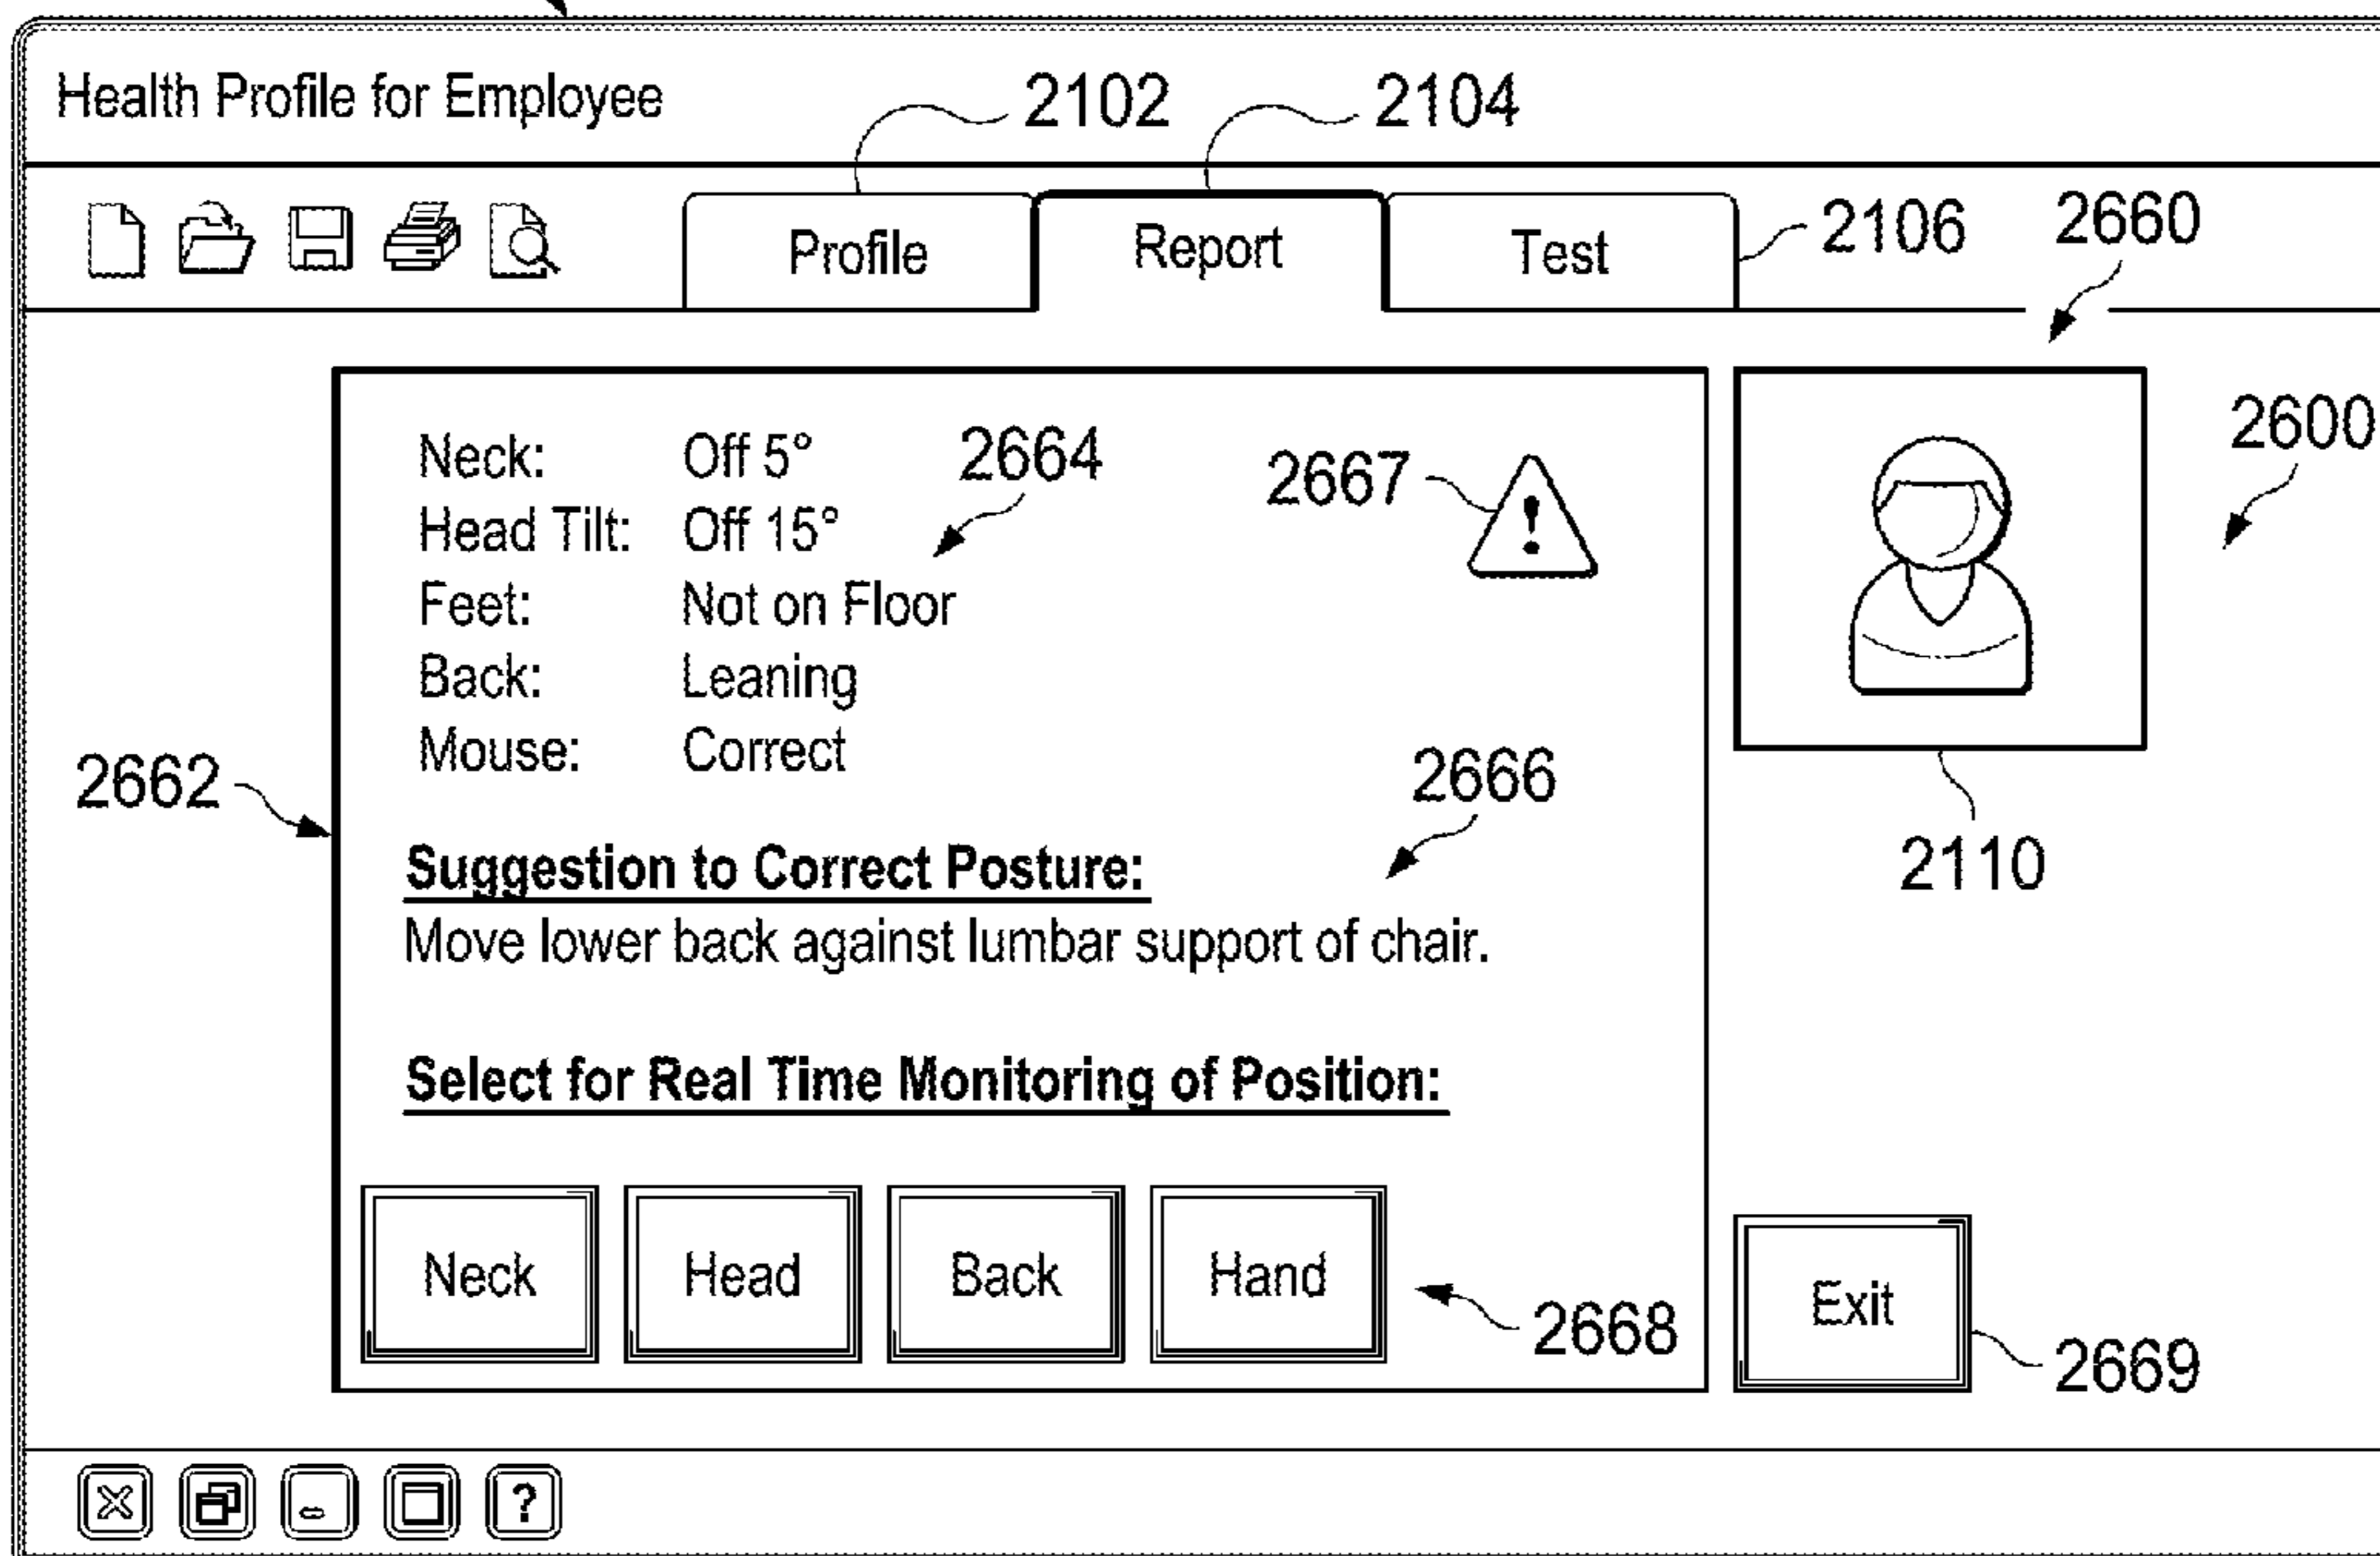 Health Profile for Employee
2102
2104
Profile
Report
Test
2106
2660
2600
Neck: Off 5°
2664
2667
Head Tilt: Off 15°
Feet: Not on Floor
Back: Leaning
Mouse: Correct
2662
2666
2110
Suggestion to Correct Posture:
Move lower back against lumbar support of chair.
Select for Real Time Monitoring of Position:
Neck
Head
Back
Hand
2668
Exit
2669
?